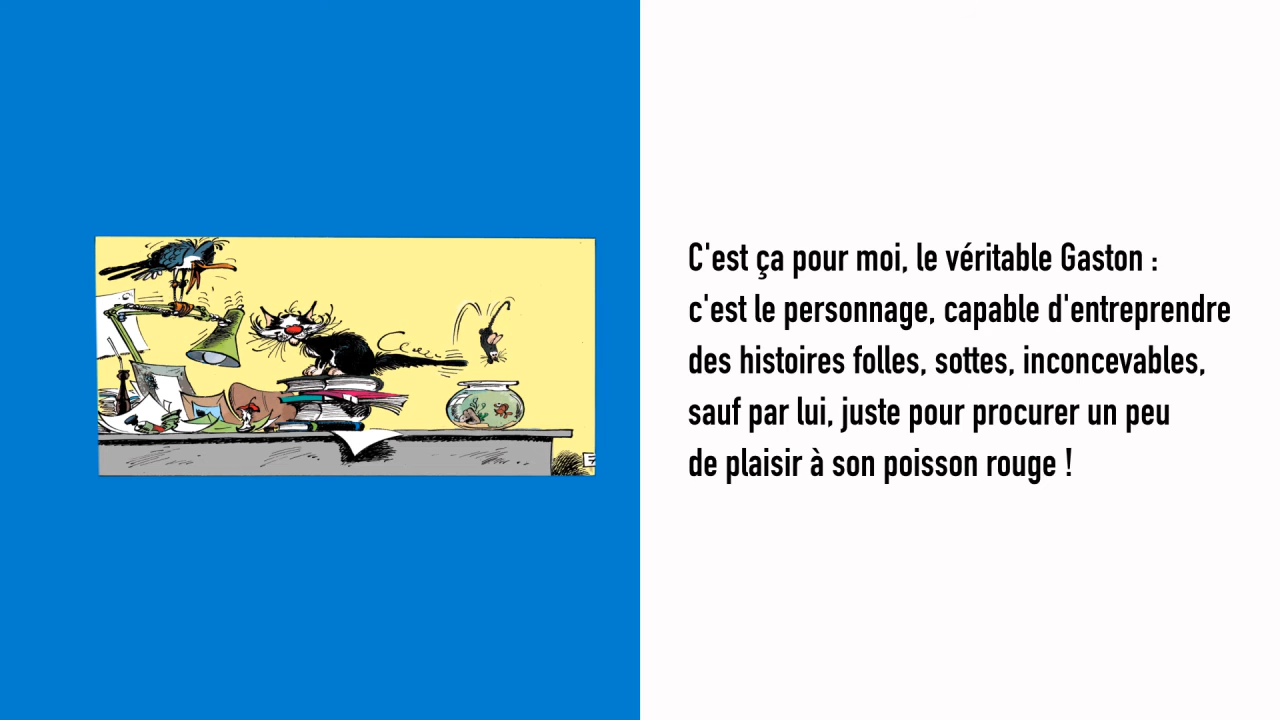 C'est ça pour moi, le véritable Gaston :
c'est le personnage, capable d'entreprendre
des histoires folles, sottes, inconcevables,
sauf par lui, juste pour procurer un peu
de plaisir à son poisson rouge !